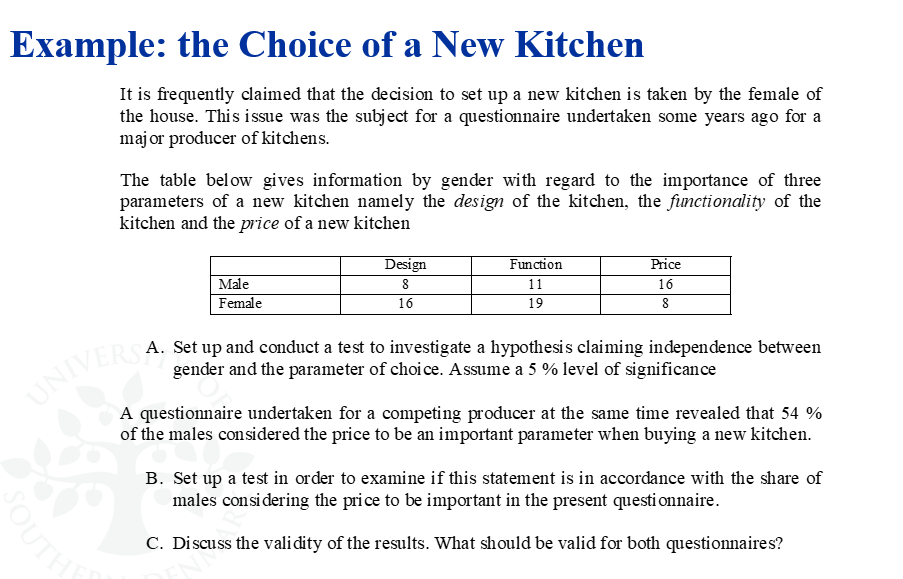 Example: the Choice of a New Kitchen
It is frequently claimed that the decision to set up a new kitchen is taken by the female of
the house. This issue was the subject for a questionnaire undertaken some years ago for a
major producer of kitchens.
The table below gives information by gender with regard to the importance of three
parameters of a new kitchen namely the design of the kitchen, the functionality of the
kitchen and the price of a new kitchen
Design Function Price
Male 8 11 16
Female 16 19 8
A. Set up and conduct a test to investigate a hypothesis claiming independence between
gender and the parameter of choice. Assume a 5 % level of significance
A questionnaire undertaken for a competing producer at the same time revealed that 54 %
of the males considered the price to be an important parameter when buying a new kitchen.
B. Set up a test in order to examine if this statement is in accordance with the share of
males considering the price to be important in the present questionnaire.
C. Discuss the validity of the results. What should be valid for both questionnaires?
UNIVERSITY OF
SOUTHERN DENMARK